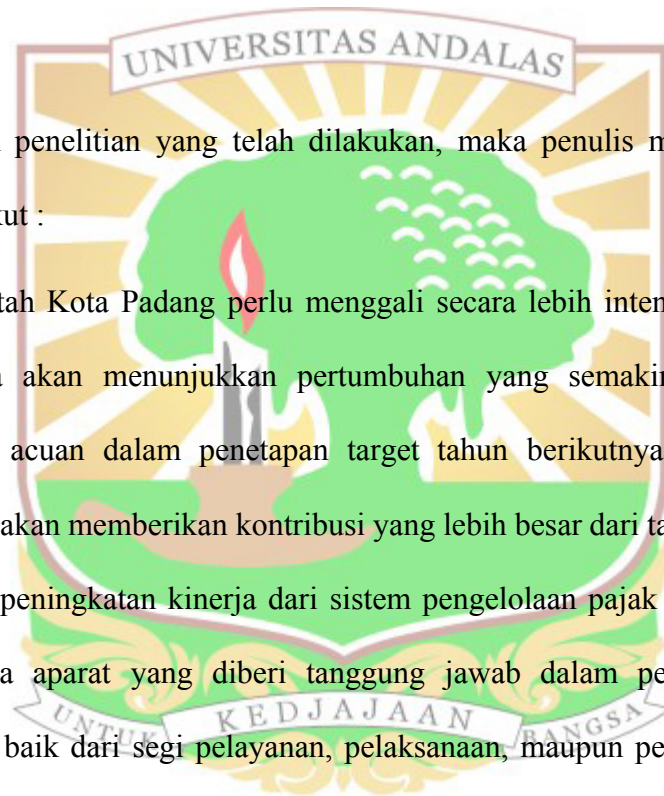 UNIVERSITAS ANDALAS
penelitian yang telah dilakukan, maka penulis m
kut :
tah Kota Padang perlu menggali secara lebih inten
akan menunjukkan pertumbuhan yang semakin
acuan dalam penetapan target tahun berikutnya
akan memberikan kontribusi yang lebih besar dari ta
peningkatan kinerja dari sistem pengelolaan pajak
a aparat yang diberi tanggung jawab dalam pe
baik dari segi pelayanan, pelaksanaan, maupun pe
UNTUK KEDJAJAAN BANGSA